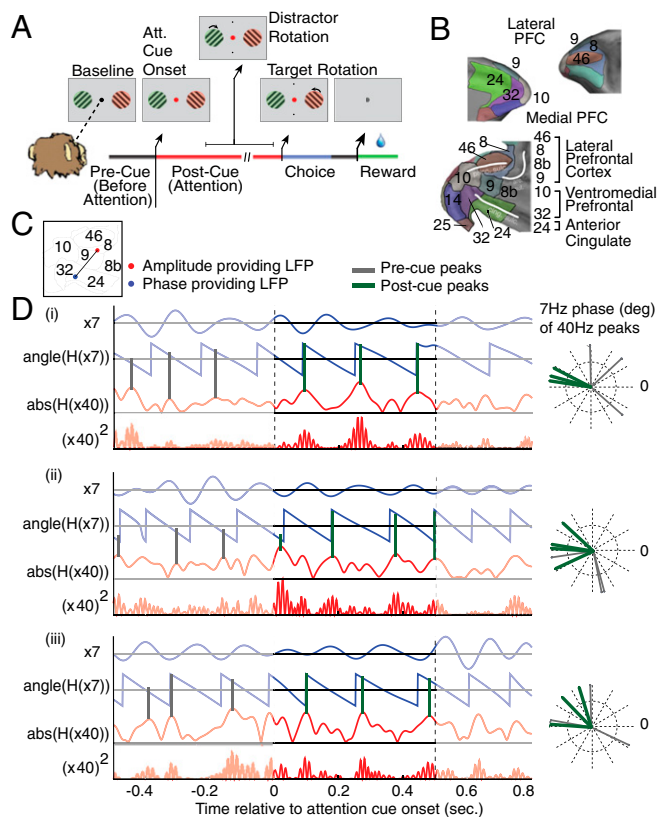 A
Att.
Cue
Onset
Distractor
Rotation
Baseline
Target Rotation
Pre-Cue
(Before
Attention)
Post-Cue
(Attention)
//
Choice
Reward
B
Lateral
PFC
9
9
8
46
24
32
10
Medial PFC
8
46
10
9
8b
14
25
32
24
46
8
8b
9
10
32
24
Lateral
Prefrontal
Cortex
Ventromedial
Prefrontal
Anterior
Cingulate
C
46
10
8
9
32
8b
24
Amplitude providing LFP
Phase providing LFP
Pre-cue peaks
Post-cue peaks
D
(i)
x7
angle(H(x7))
abs(H(x40))
(x40)2
7Hz phase (deg)
of 40Hz peaks
0
(ii)
x7
angle(H(x7))
abs(H(x40))
(x40)2
0
(iii)
x7
angle(H(x7))
abs(H(x40))
(x40)2
0
-0.4 -0.2 0 0.2 0.4 0.6 0.8
Time relative to attention cue onset (sec.)